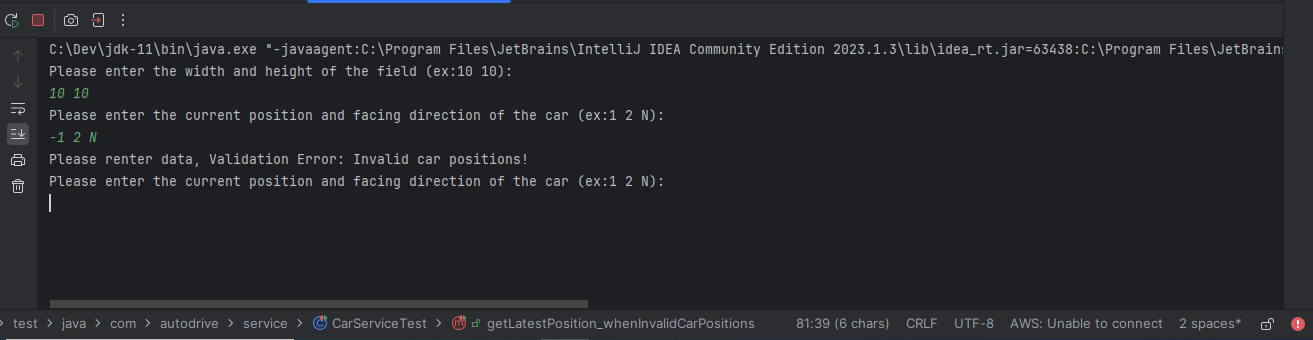 C:\Dev\jdk-11\bin\java.exe "-javaagent:C:\Program Files\JetBrains\IntelliJ IDEA Community Edition 2023.1.3\lib\idea_rt.jar=63438:C:\Program Files\JetBrains
Please enter the width and height of the field (ex:10 10):
10 10
Please enter the current position and facing direction of the car (ex:1 2 N):
-1 2 N
Please renter data, Validation Error: Invalid car positions!
Please enter the current position and facing direction of the car (ex:1 2 N):
test > java > com > autodrive > service > CarServiceTest > getLatestPosition_whenInvalidCarPositions 81:39 (6 chars) CRLF UTF-8 AWS: Unable to connect 2 spaces*